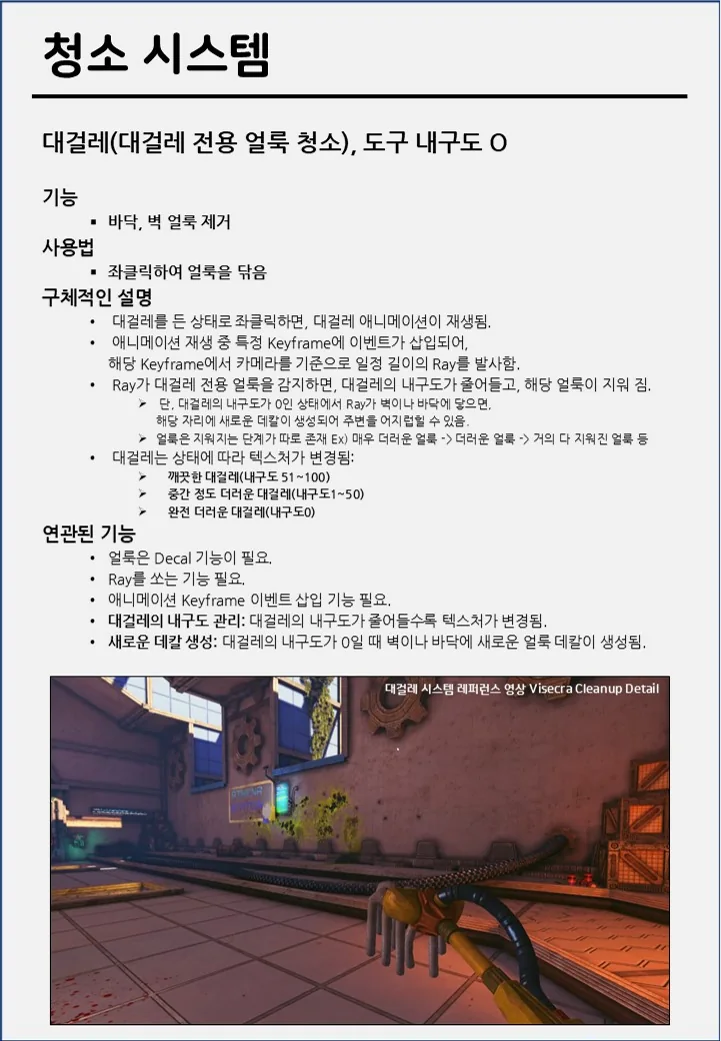 청소 시스템
대걸레(대걸레 전용 얼룩 청소), 도구 내구도 O
기능
▪ 바닥, 벽 얼룩 제거
사용법
▪ 좌클릭하여 얼룩을 닦음
구체적인 설명
• 대걸레를 든 상태로 좌클릭하면, 대걸레 애니메이션이 재생됨.
• 애니메이션 재생 중 특정 Keyframe에 이벤트가 삽입되어,
해당 Keyframe에서 카메라를 기준으로 일정 길이의 Ray를 발사함.
• Ray가 대걸레 전용 얼룩을 감지하면, 대걸레의 내구도가 줄어들고, 해당 얼룩이 지워 짐.
➢ 단, 대걸레의 내구도가 0인 상태에서 Ray가 벽이나 바닥에 닿으면,
해당 자리에 새로운 데칼이 생성되어 주변을 어지럽힐 수 있음.
➢ 얼룩은 지워지는 단계가 따로 존재 Ex) 매우 더러운 얼룩 -> 더러운 얼룩 -> 거의 다 지워진 얼룩 등
• 대걸레는 상태에 따라 텍스처가 변경됨:
➢ 깨끗한 대걸레(내구도 51~100)
➢ 중간 정도 더러운 대걸레(내구도1~50)
➢ 완전 더러운 대걸레(내구도0)
연관된 기능
• 얼룩은 Decal 기능이 필요.
• Ray를 쏘는 기능 필요.
• 애니메이션 Keyframe 이벤트 삽입 기능 필요.
• 대걸레의 내구도 관리: 대걸레의 내구도가 줄어들수록 텍스처가 변경됨.
• 새로운 데칼 생성: 대걸레의 내구도가 0일 때 벽이나 바닥에 새로운 얼룩 데칼이 생성됨.
대걸레 시스템 레퍼런스 영상 Visecra Cleanup Detail